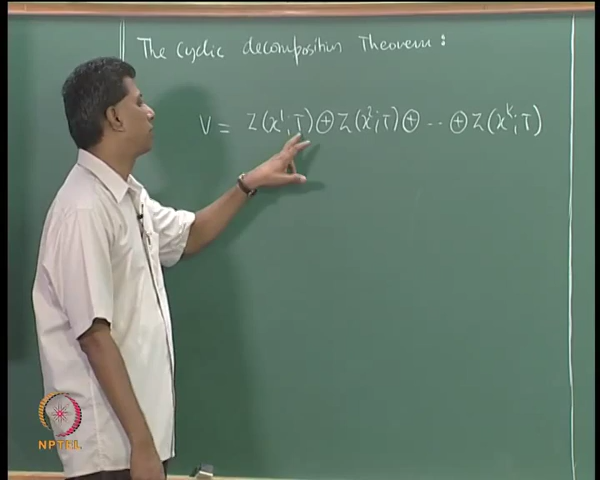 The cyclic decomposition Theorem:
V = Z(x¹;T) ⊕ Z(x²;T) ⊕ -- ⊕ Z(xᵏ;T)
NPTEL